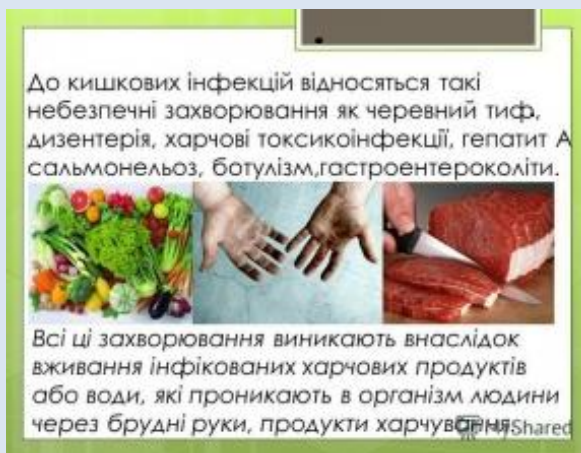 До кишкових інфекцій відносяться такі
небезпечні захворювання як черевний тиф,
дизентерія, харчові токсикоінфекції, гепатит А
сальмонельоз, ботулізм,гастроентероколіти.
Всі ці захворювання виникають внаслідок
вживання інфікованих харчових продуктів
або води, які проникають в організм людини
через брудні руки, продукти харчування.
MyShared